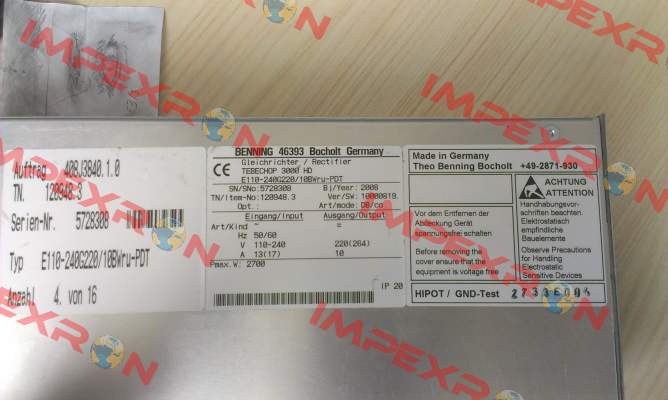 Auftrag 40BJ3840.1.0
TN. 120948.3
Serien-Nr. 5728308
Typ E110-240G220/10BWru-PDT
Anzahl 4. von 16
BENNING 46393 Bocholt Germany
Gleichrichter / Rectifier
CE TEBECHOP 3000 HD
E110-240G220/10BWru-PDT
SN/SNo:5728308 Bj/Year: 2008
TN/Item-No:120948.3 Ver/Sw: 10000819.
Opt.: Art/mode: DB/co
Eingang/Input Ausgang/Output
Art/Kind ~ =
Hz 50/60
V 110-240 220(264)
A 13(17) 10
Pmax.W: 2700
IP 20
Made in Germany
Theo Benning Bocholt +49-2871-930
ACHTUNG
ATTENTION
Vor dem Entfernen der
Abdeckung Gerät
spannungsfrei schalten
Before removing the
cover ensure that the
equipment is voltage free
Handhabungsvor-
schriften beachten.
Elektrostatisch
empfindliche
Bauelemente
Observe Precautions
for Handling
Electrostatic
Sensitive Devices
HIPOT / GND-Test
IMPEXRON
IMPEXRON
IMPEXRON
IMPEXRON
IMPEXRON